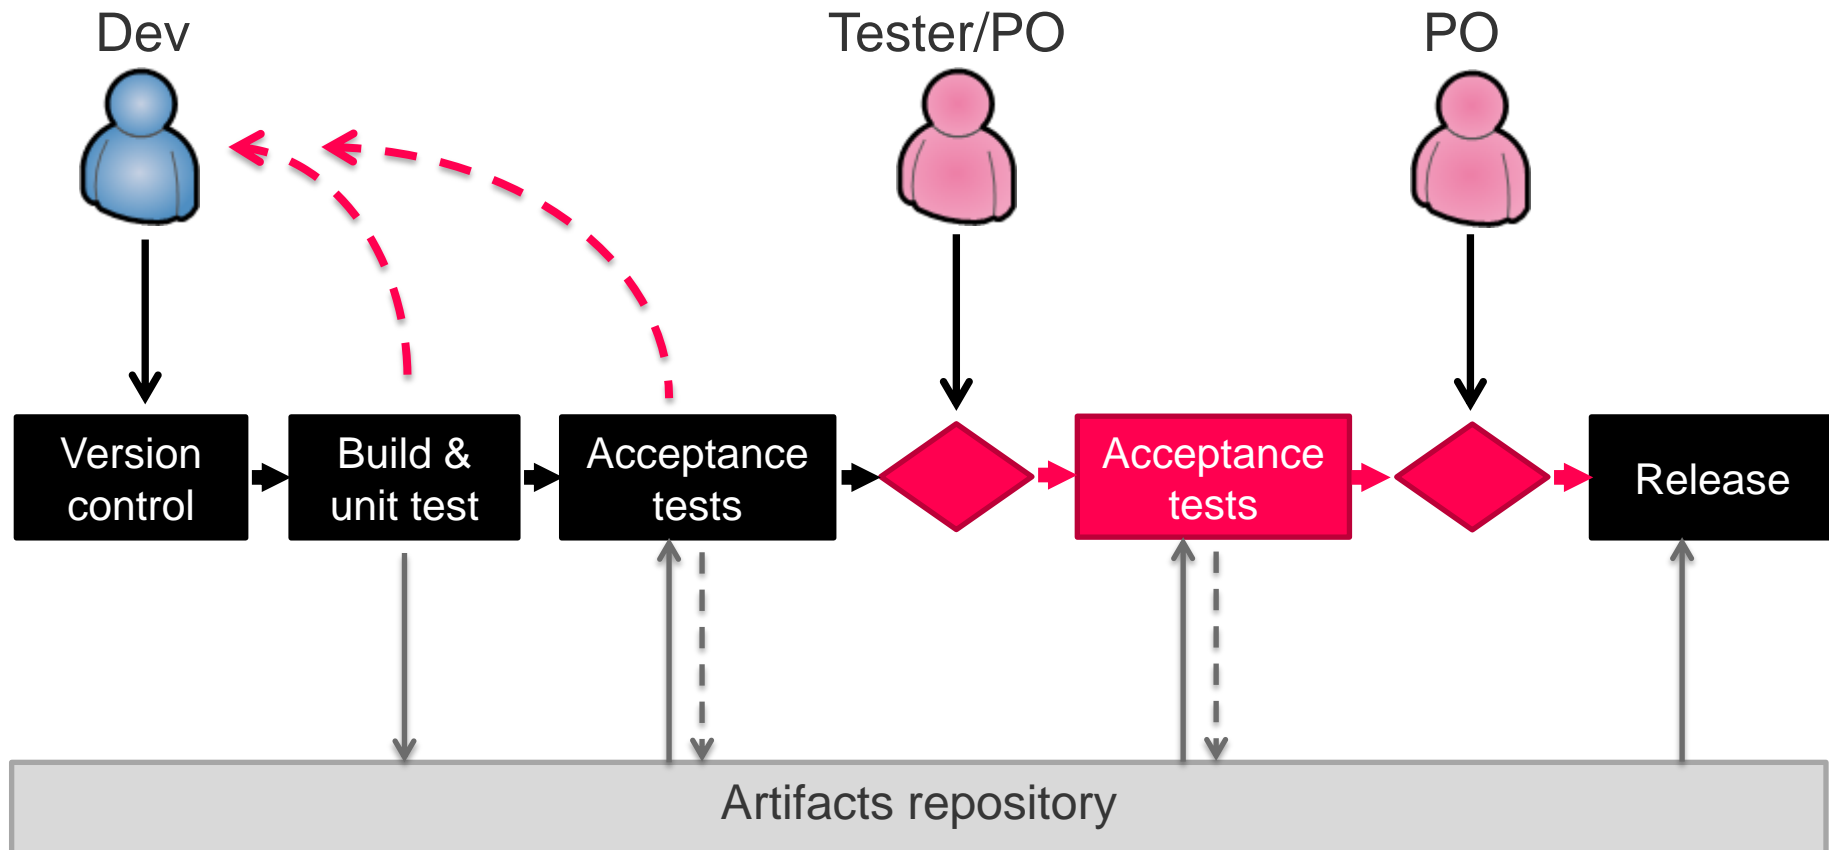 Dev
Tester/PO
PO
Version
control
Build &
unit test
Acceptance
tests
Acceptance
tests
Release
Artifacts repository